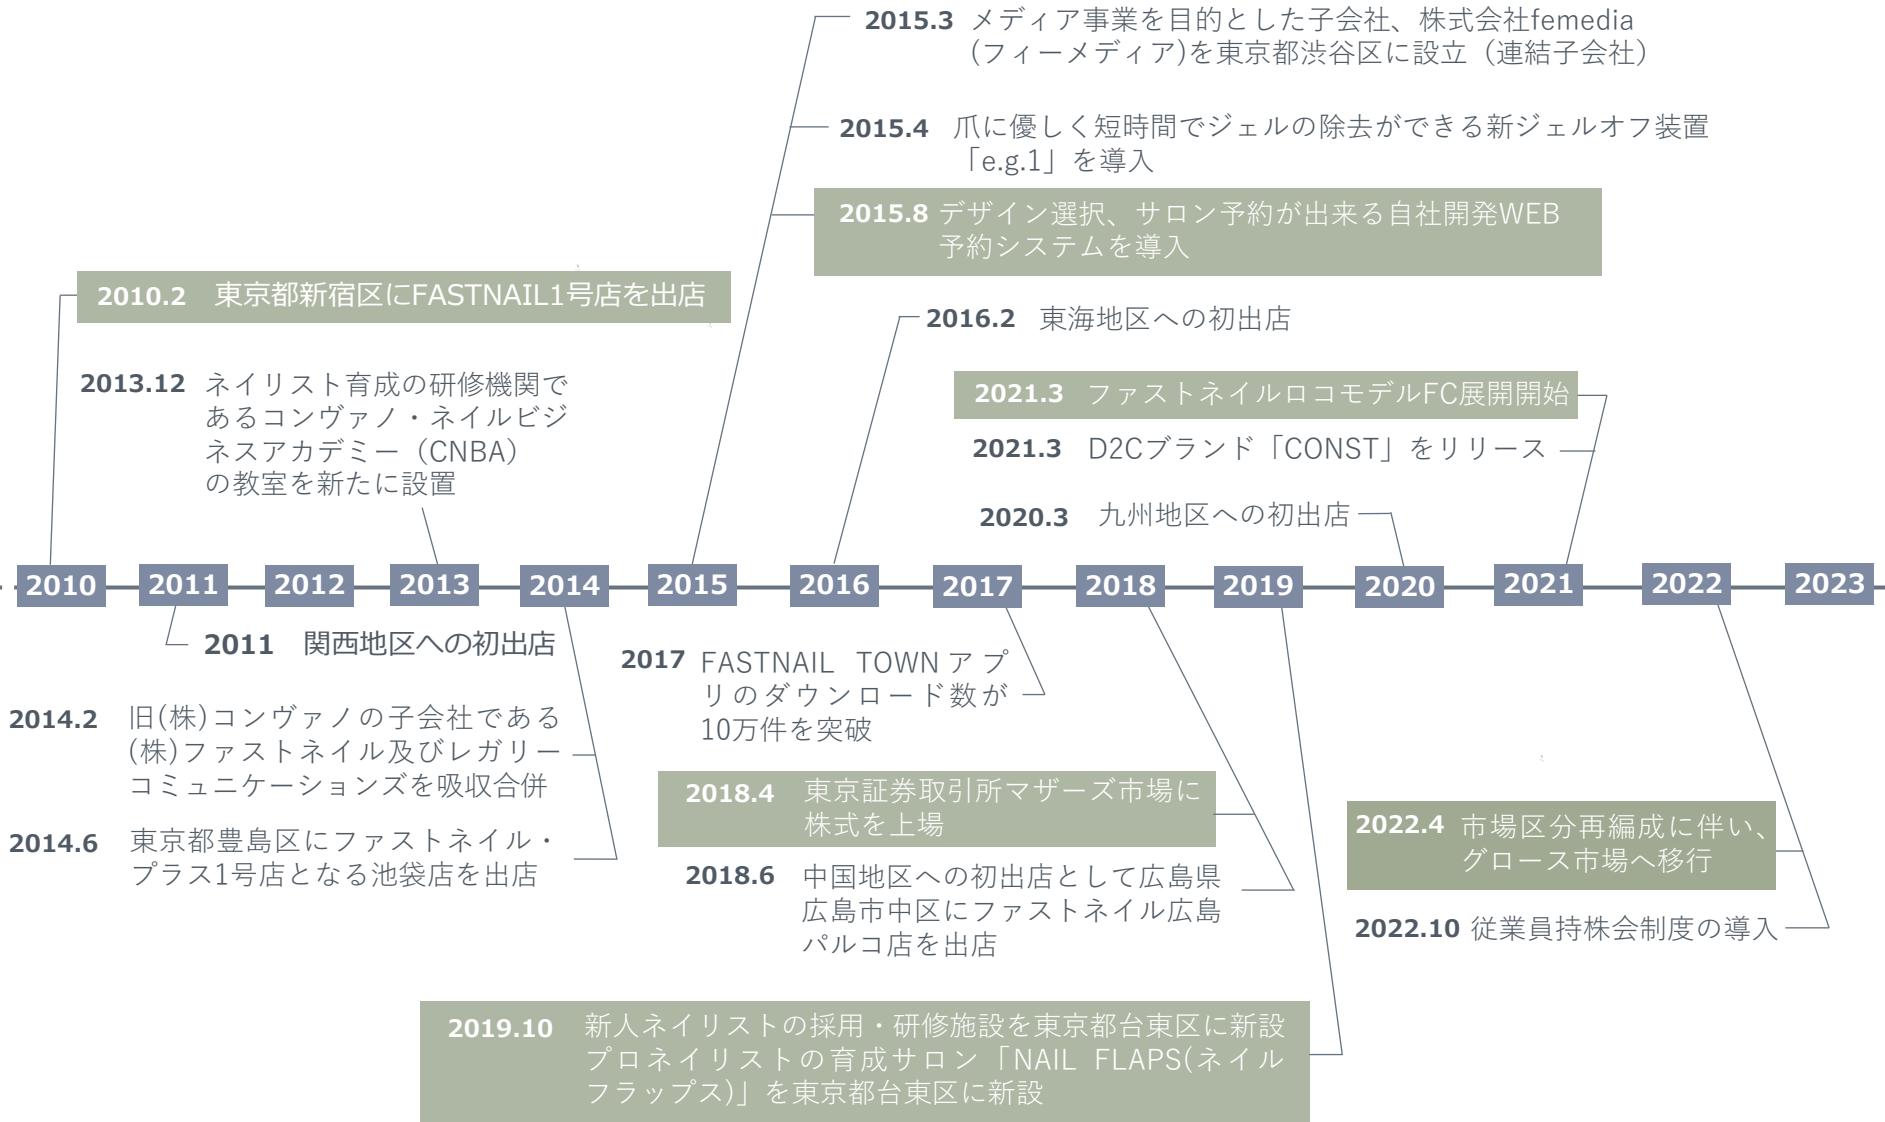 2015.3 メディア事業を目的とした子会社、株式会社femedia
(フィーメディア)を東京都渋谷区に設立（連結子会社）
2015.4 爪に優しく短時間でジェルの除去ができる新ジェルオフ装置
「e.g.1」を導入
2015.8 デザイン選択、サロン予約が出来る自社開発WEB
予約システムを導入
2010.2 東京都新宿区にFASTNAIL1号店を出店
2016.2 東海地区への初出店
2013.12 ネイリスト育成の研修機関で
あるコンヴァノ・ネイルビジ
ネスアカデミー（CNBA）
の教室を新たに設置
2021.3 ファストネイルロコモデルFC展開開始
2021.3 D2Cブランド「CONST」をリリース
2020.3 九州地区への初出店
2010 2011 2012 2013 2014 2015 2016 2017 2018 2019 2020 2021 2022 2023
2011 関西地区への初出店
2017 FASTNAIL TOWNアプ
リのダウンロード数が
10万件を突破
2014.2 旧(株)コンヴァノの子会社である
(株)ファストネイル及びレガリー
コミュニケーションズを吸収合併
2014.6 東京都豊島区にファストネイル・
プラス1号店となる池袋店を出店
2018.4 東京証券取引所マザーズ市場に
株式を上場
2018.6 中国地区への初出店として広島県
広島市中区にファストネイル広島
パルコ店を出店
2022.4 市場区分再編成に伴い、
グロース市場へ移行
2022.10 従業員持株会制度の導入
2019.10 新人ネイリストの採用・研修施設を東京都台東区に新設
プロネイリストの育成サロン「NAIL FLAPS(ネイル
フラップス)」を東京都台東区に新設